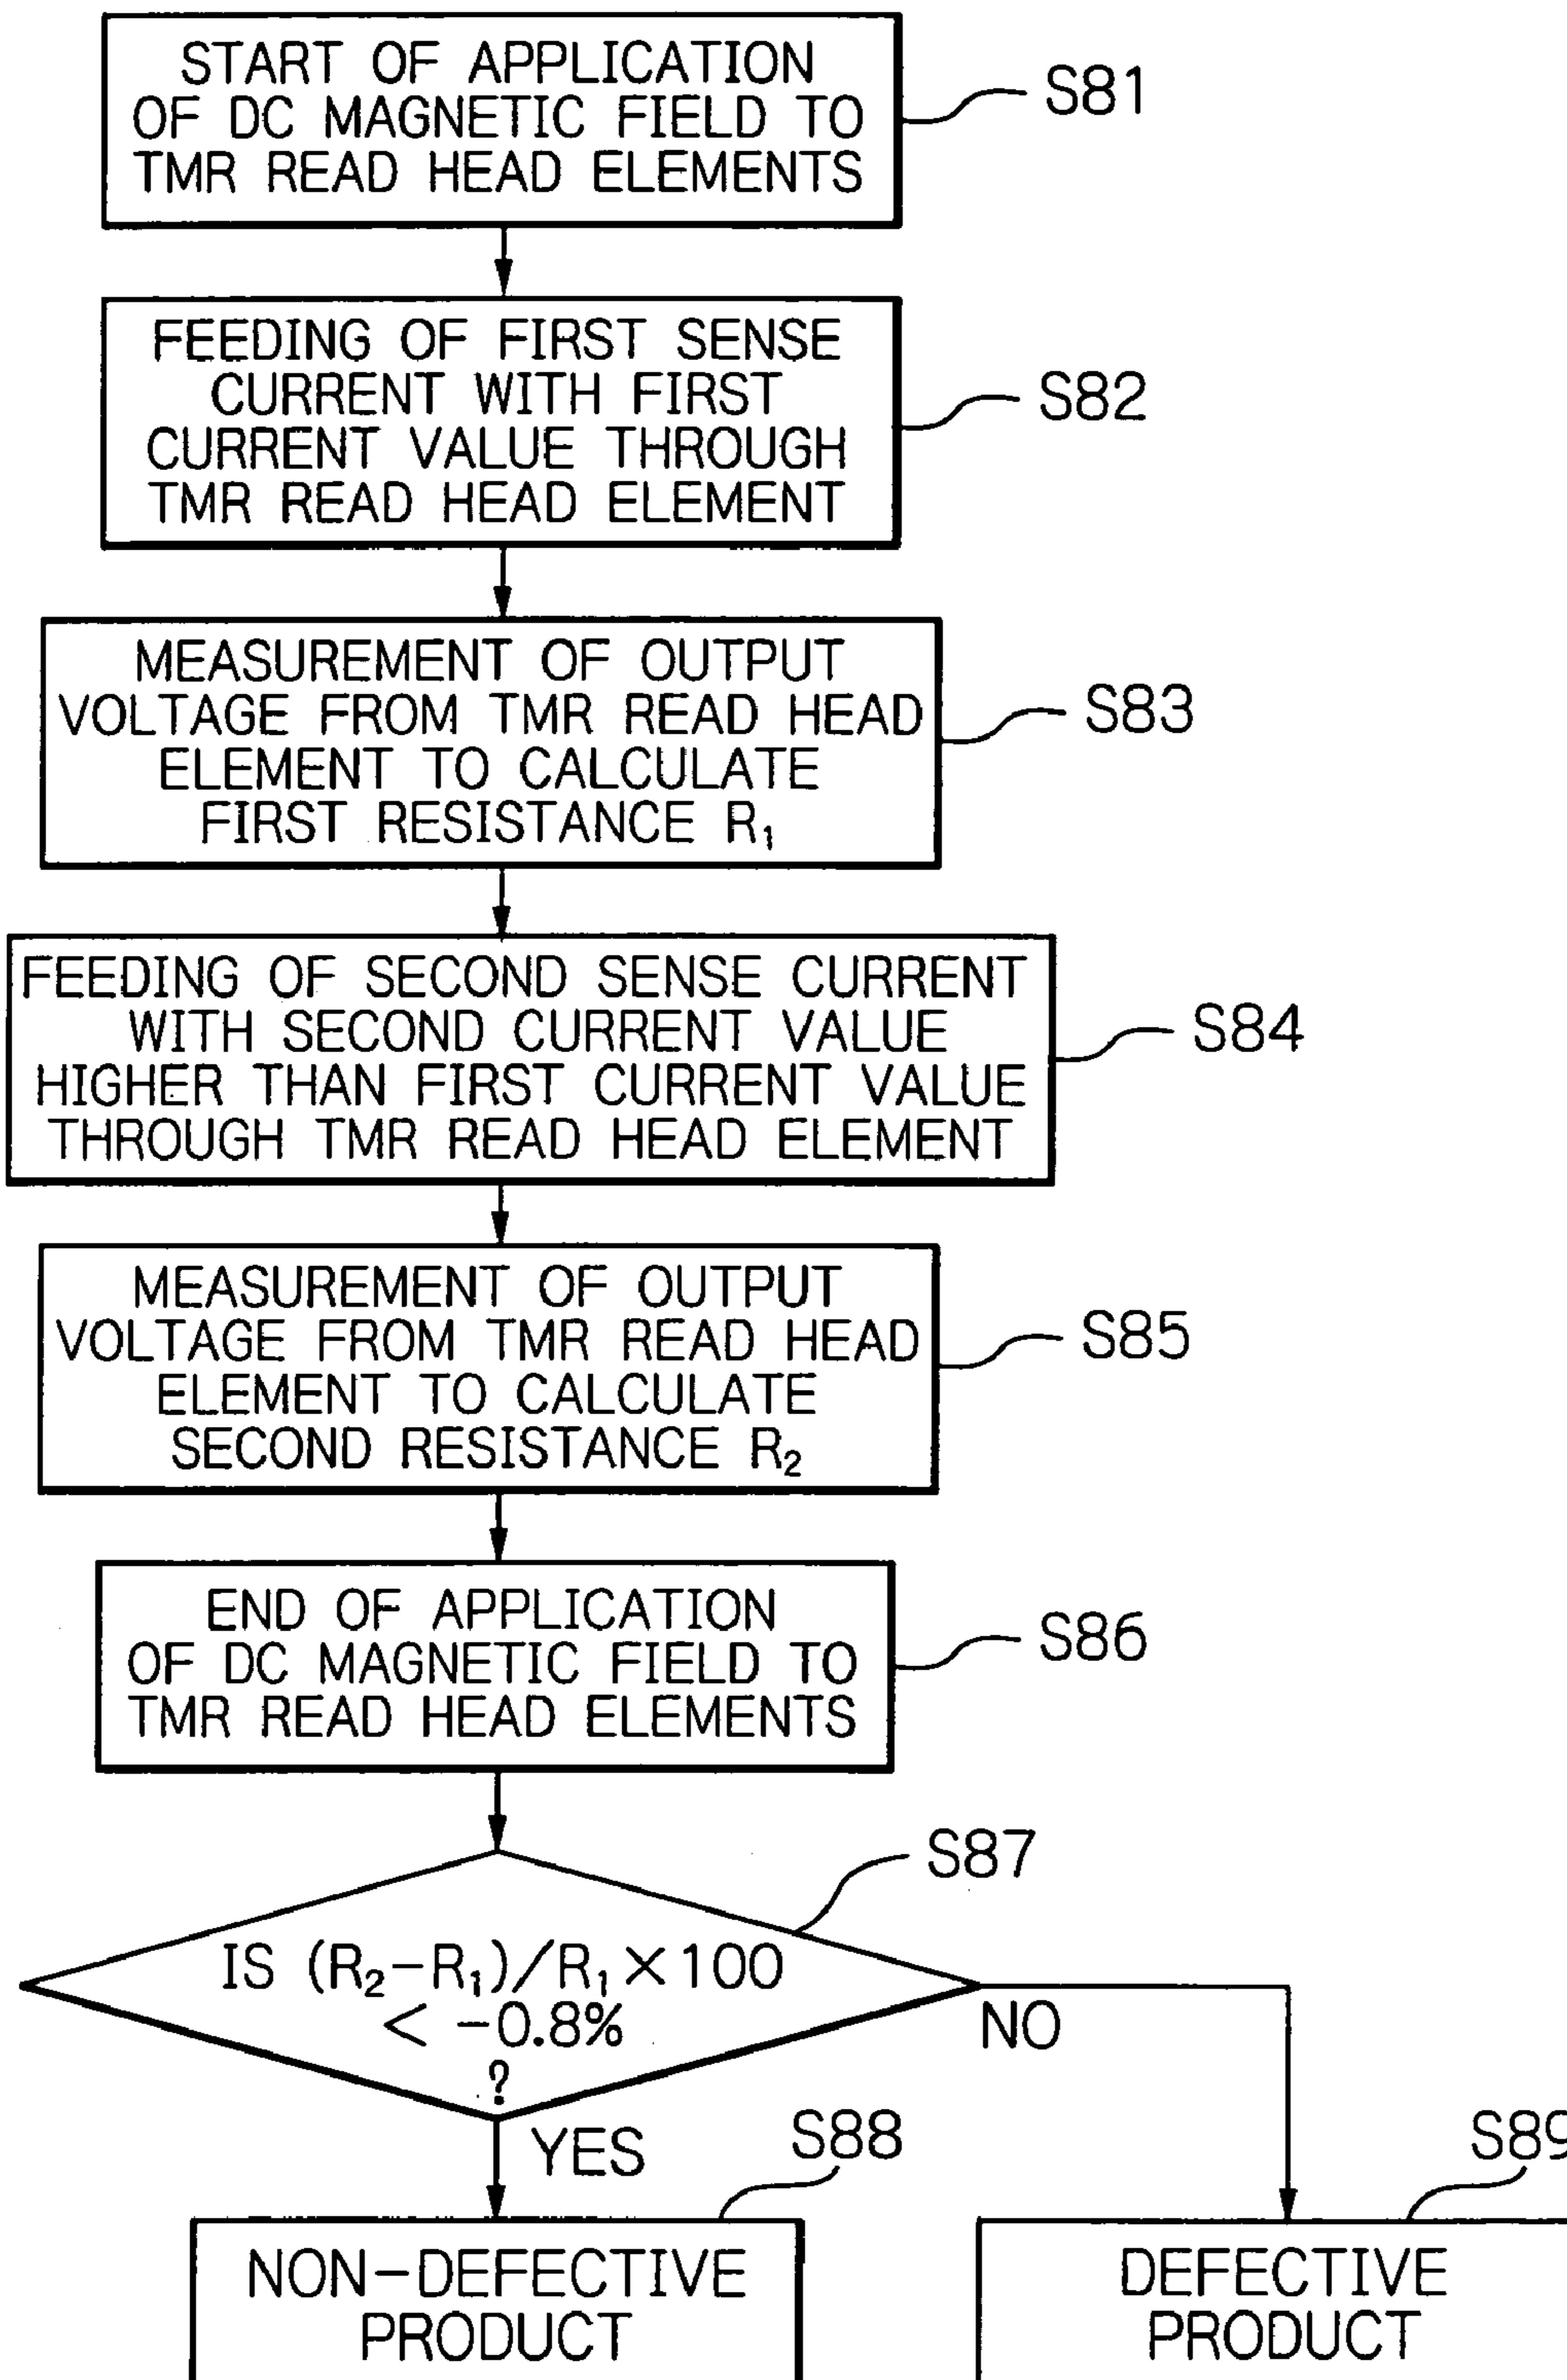 START OF APPLICATION
OF DC MAGNETIC FIELD TO
TMR READ HEAD ELEMENTS
S81
FEEDING OF FIRST SENSE
CURRENT WITH FIRST
CURRENT VALUE THROUGH
TMR READ HEAD ELEMENT
S82
MEASUREMENT OF OUTPUT
VOLTAGE FROM TMR READ HEAD
ELEMENT TO CALCULATE
FIRST RESISTANCE R₁
S83
FEEDING OF SECOND SENSE CURRENT
WITH SECOND CURRENT VALUE
HIGHER THAN FIRST CURRENT VALUE
THROUGH TMR READ HEAD ELEMENT
S84
MEASUREMENT OF OUTPUT
VOLTAGE FROM TMR READ HEAD
ELEMENT TO CALCULATE
SECOND RESISTANCE R₂
S85
END OF APPLICATION
OF DC MAGNETIC FIELD TO
TMR READ HEAD ELEMENTS
S86
S87
IS (R₂−R₁)/R₁×100
< −0.8%
?
NO
YES
S88
S89
NON-DEFECTIVE
PRODUCT
DEFECTIVE
PRODUCT